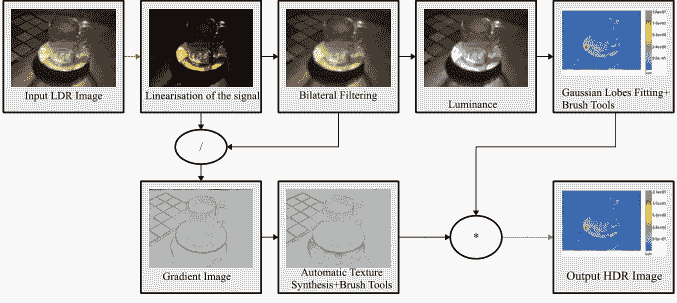 Input LDR Image
Linearisation of the signal
Bilateral Filtering
Luminance
Gaussian Lobes Fitting+
Brush Tools
/
Gradient Image
Automatic Texture
Synthesis+Brush Tools
*
Output HDR Image